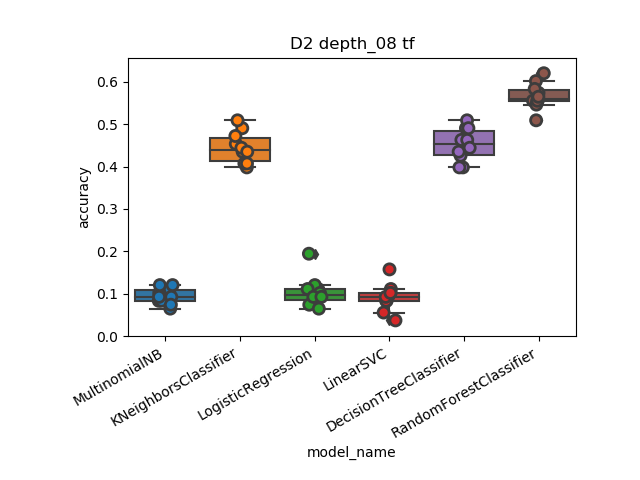 D2 depth_08 tf
accuracy
0.6
0.5
0.4
0.3
0.2
0.1
0.0
MultinomialNB
KNeighborsClassifier
LogisticRegression
LinearSVC
DecisionTreeClassifier
RandomForestClassifier
model_name